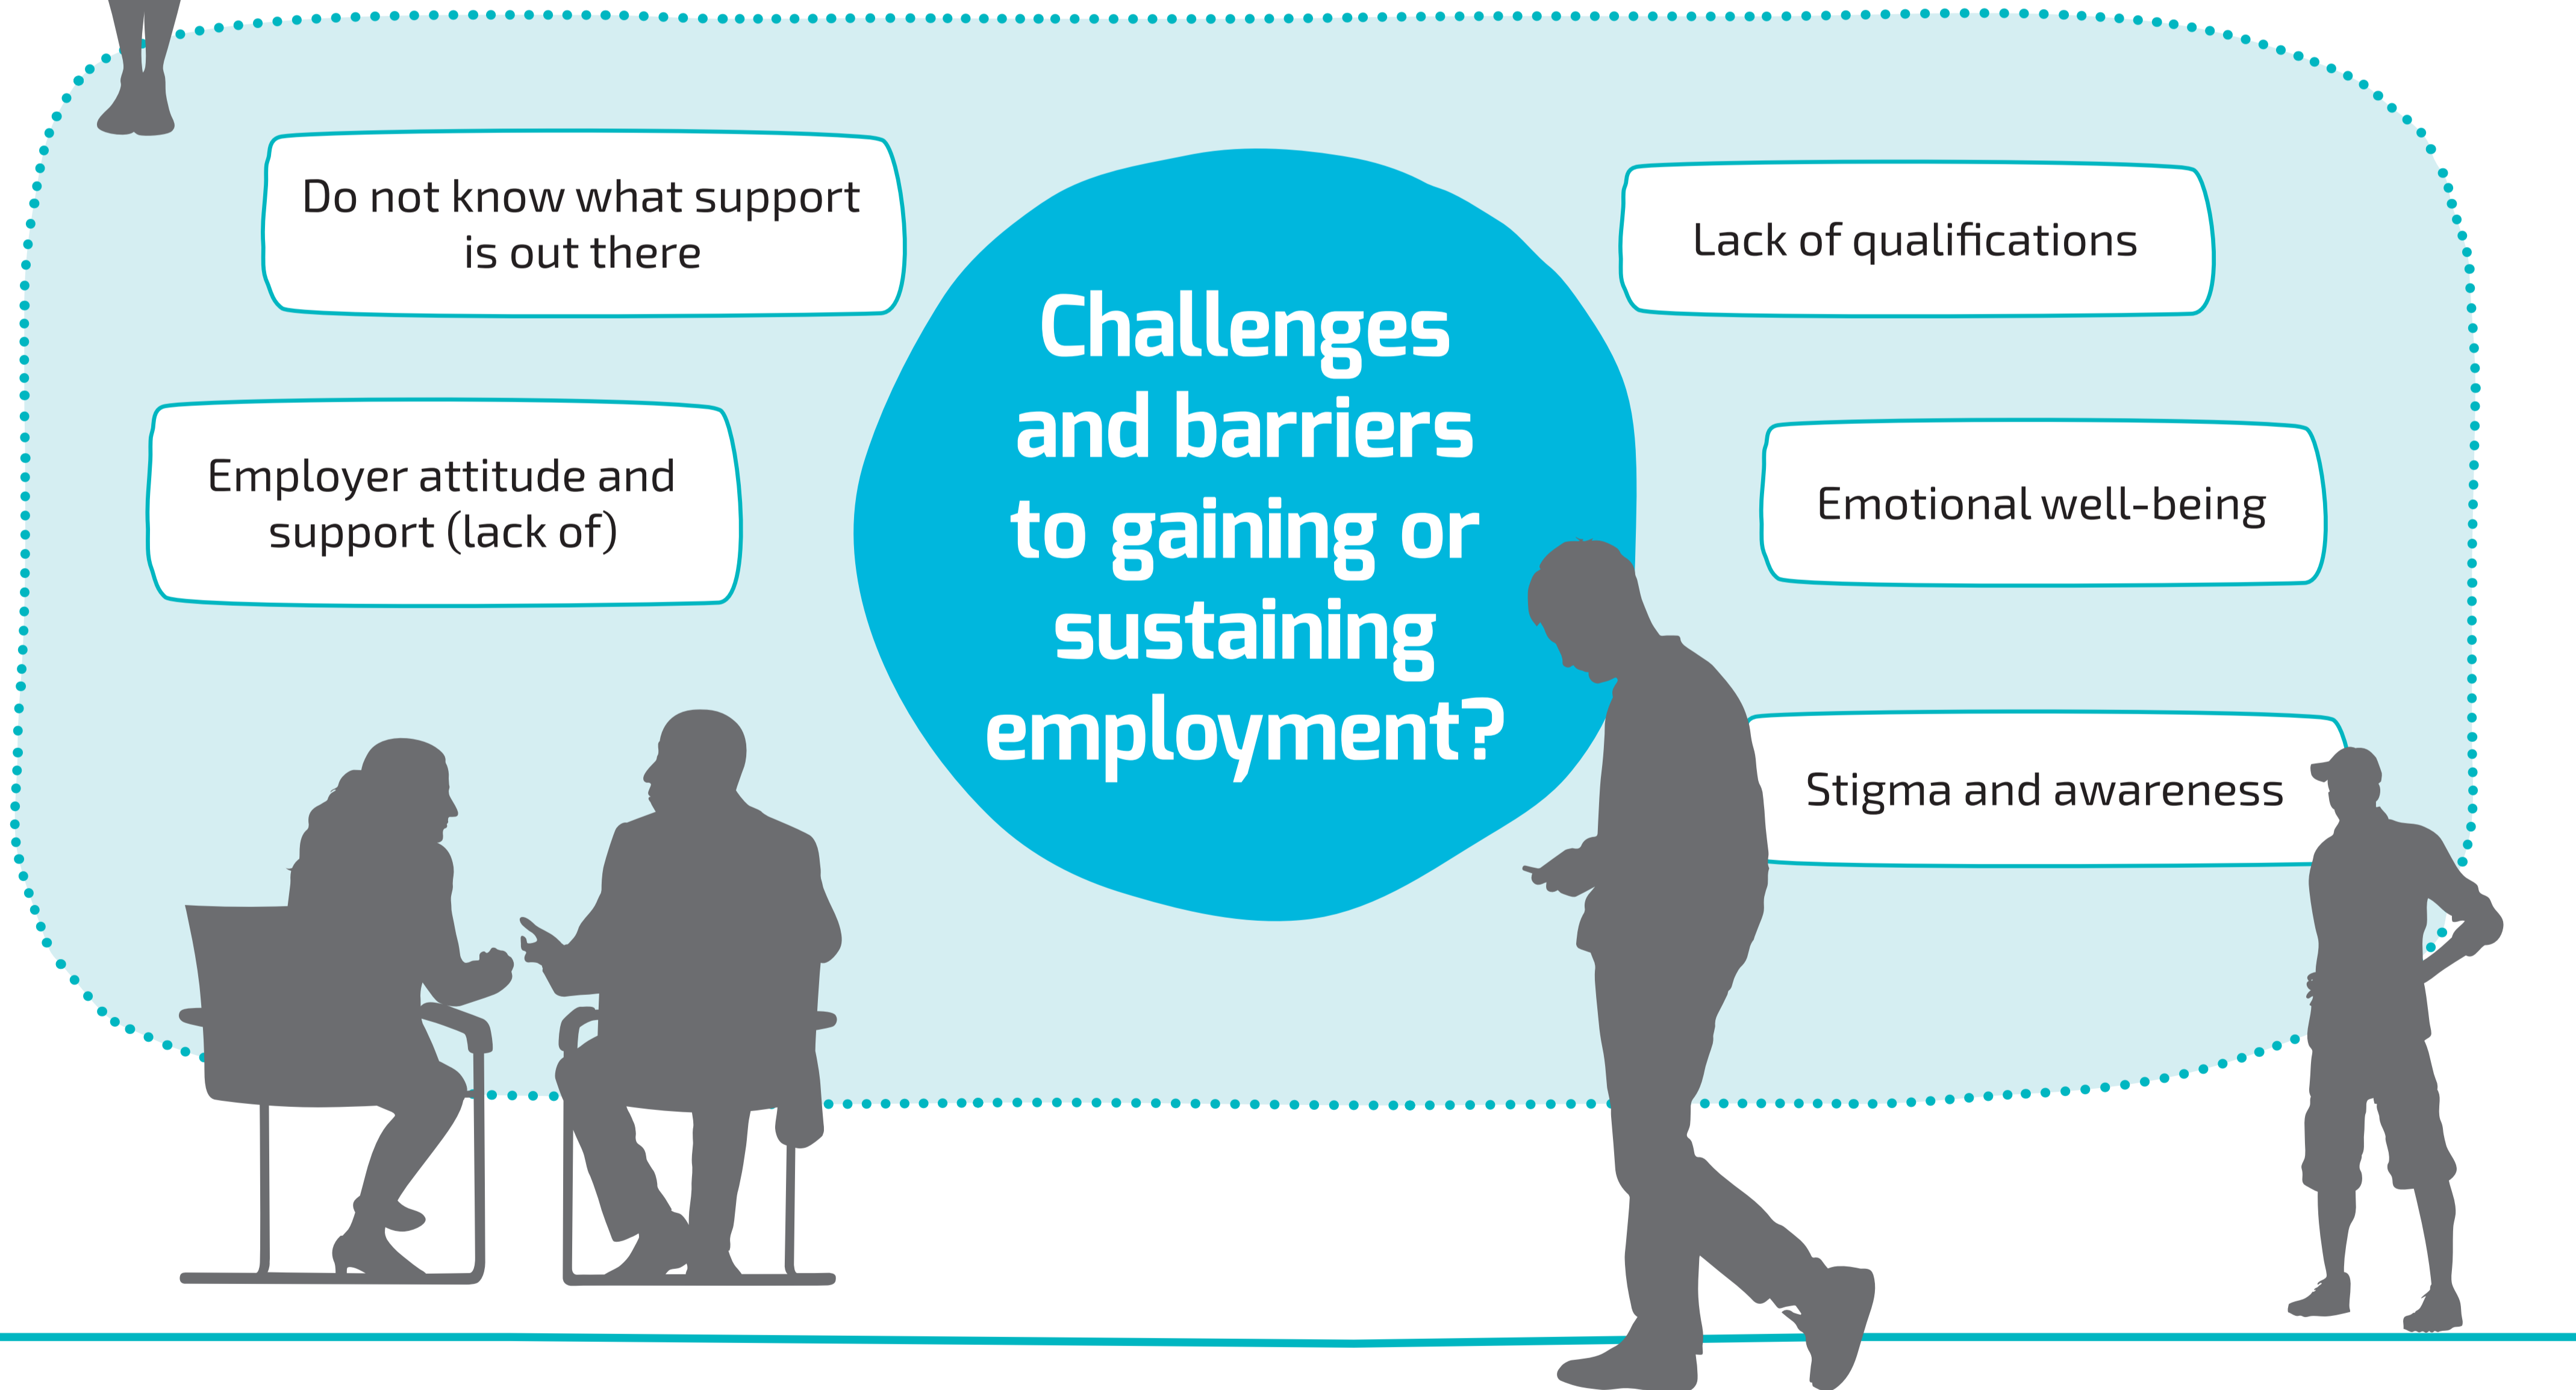 Do not know what support
is out there
Employer attitude and
support (lack of)
Challenges
and barriers
to gaining or
sustaining
employment?
Lack of qualifications
Emotional well-being
Stigma and awareness